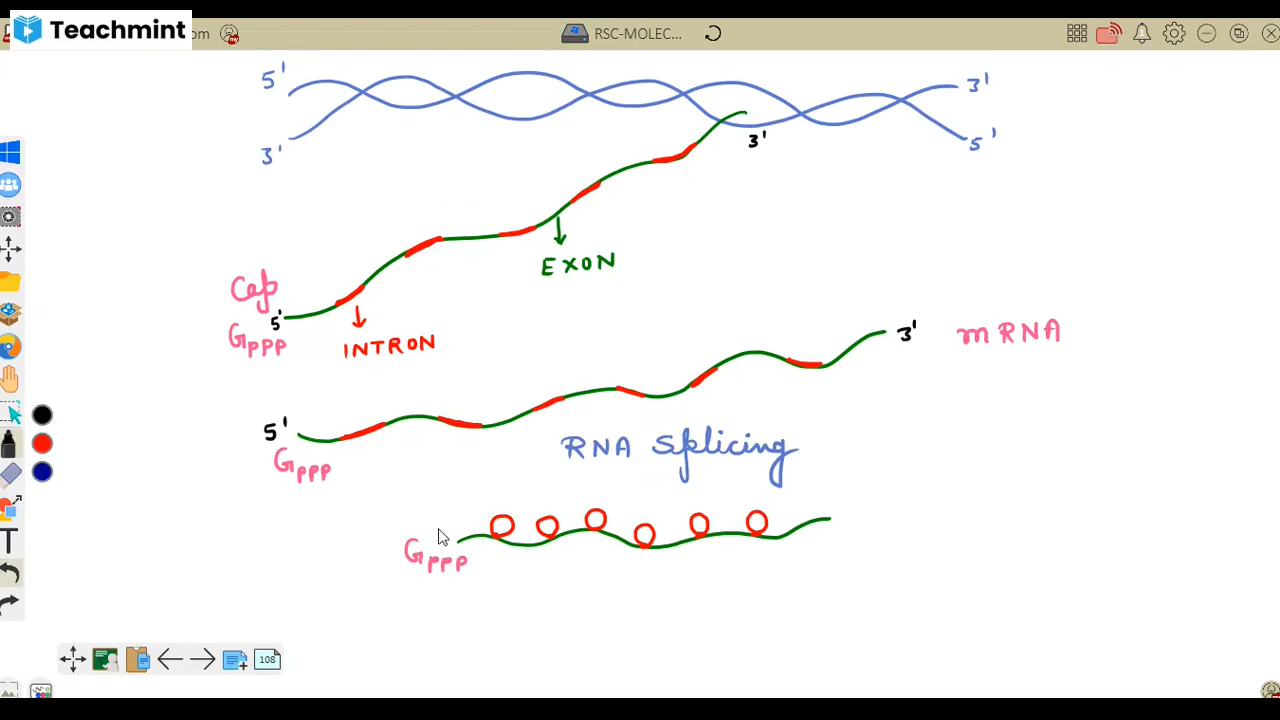 Teachmint
om
RSC-MOLEC...
5'
3'
3'
5'
3'
EXON
Cap
5'
Gppp
INTRON
3'
mRNA
5'
Gppp
RNA Splicing
Gppp
T
108